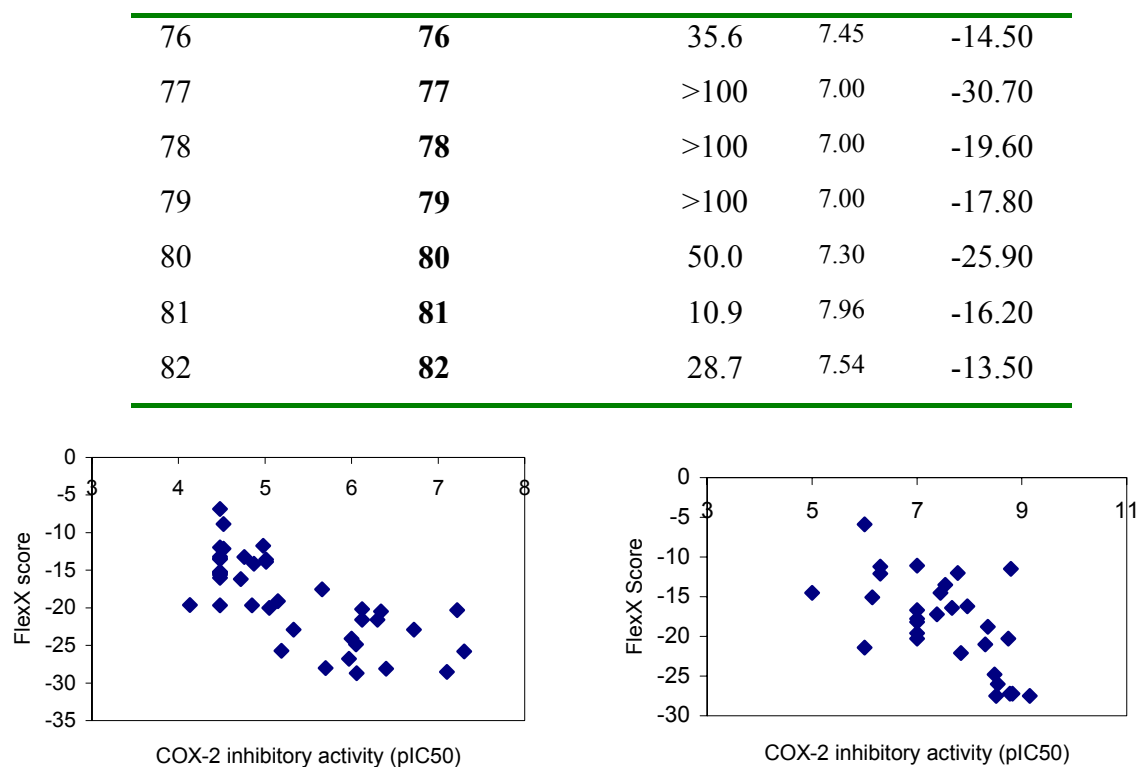 76 76 35.6 7.45 -14.50
77 77 >100 7.00 -30.70
78 78 >100 7.00 -19.60
79 79 >100 7.00 -17.80
80 80 50.0 7.30 -25.90
81 81 10.9 7.96 -16.20
82 82 28.7 7.54 -13.50
0
3 4 5 6 7 8
-5
-10
-15
-20
-25
-30
-35
FlexX score
COX-2 inhibitory activity (pIC50)
0
3 5 7 9 11
-5
-10
-15
-20
-25
-30
FlexX Score
COX-2 inhibitory activity (pIC50)